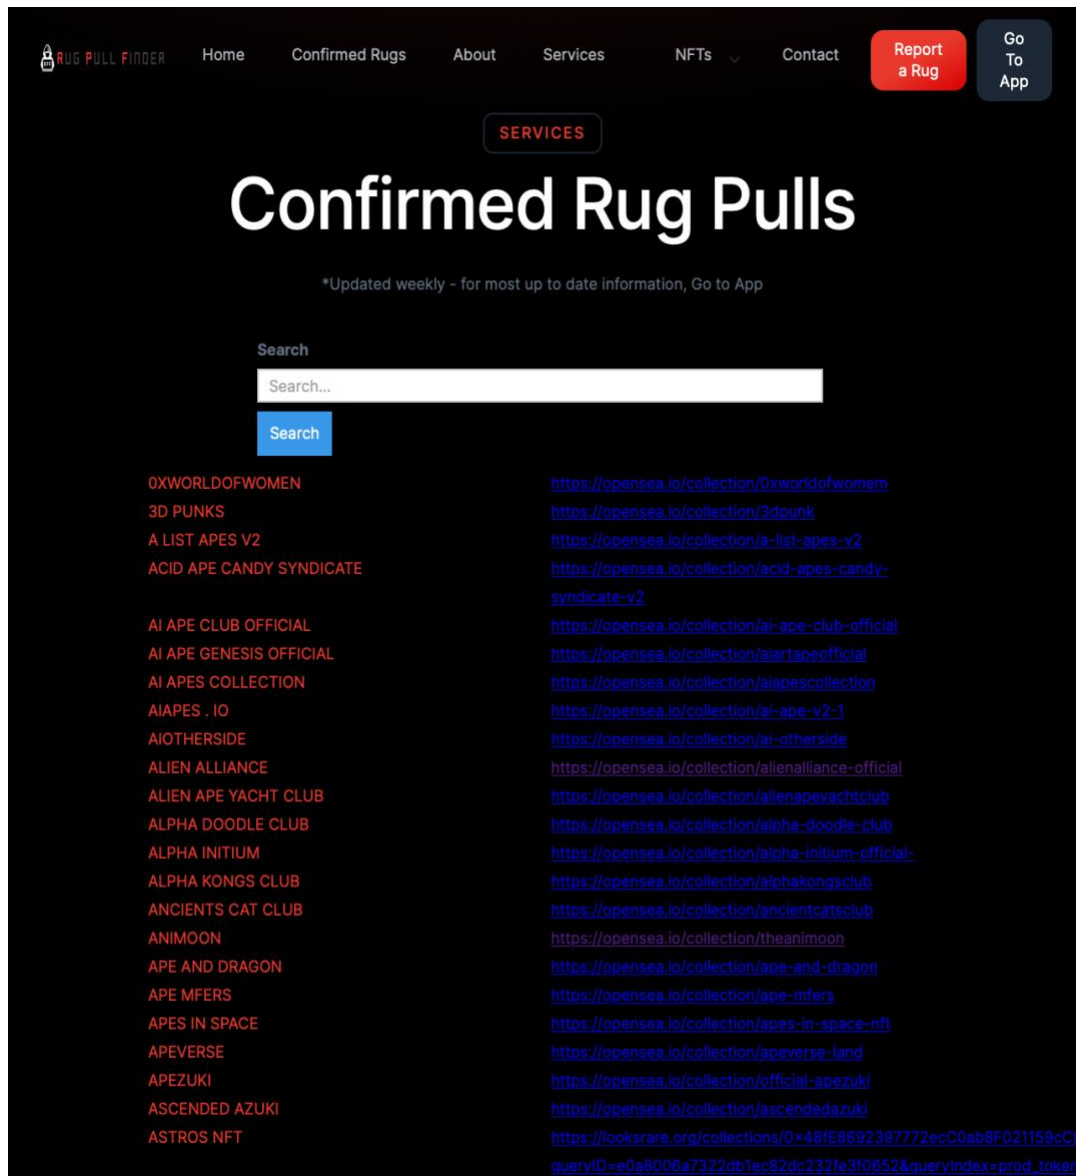 RUG PULL FINDER Home Confirmed Rugs About Services NFTs Contact Report a Rug Go To App
SERVICES
Confirmed Rug Pulls
*Updated weekly - for most up to date information, Go to App
Search
Search...
Search
0XWORLDOFWOMEN https://opensea.io/collection/0xworldofwomem
3D PUNKS https://opensea.io/collection/3dpunk
A LIST APES V2 https://opensea.io/collection/a-list-apes-v2
ACID APE CANDY SYNDICATE https://opensea.io/collection/acid-apes-candy-
syndicate-v2
AI APE CLUB OFFICIAL https://opensea.io/collection/ai-ape-club-official
AI APE GENESIS OFFICIAL https://opensea.io/collection/aiartapeofficial
AI APES COLLECTION https://opensea.io/collection/aiapescollection
AIAPES . IO https://opensea.io/collection/ai-ape-v2-1
AIOTHERSIDE https://opensea.io/collection/ai-otherside
ALIEN ALLIANCE https://opensea.io/collection/alienalliance-official
ALIEN APE YACHT CLUB https://opensea.io/collection/alienapeyachtclub
ALPHA DOODLE CLUB https://opensea.io/collection/alpha-doodle-club
ALPHA INITIUM https://opensea.io/collection/alpha-initium-official-
ALPHA KONGS CLUB https://opensea.io/collection/alphakongsclub
ANCIENTS CAT CLUB https://opensea.io/collection/ancientcatsclub
ANIMOON https://opensea.io/collection/theanimoon
APE AND DRAGON https://opensea.io/collection/ape-and-dragon
APE MFERS https://opensea.io/collection/ape-mfers
APES IN SPACE https://opensea.io/collection/apes-in-space-nft
APEVERSE https://opensea.io/collection/apeverse-land
APEZUKI https://opensea.io/collection/official-apezuki
ASCENDED AZUKI https://opensea.io/collection/ascendedazuki
ASTROS NFT https://looksrare.org/collections/0x48fE8692397772ecC0ab8F021159cC
queryID=e0a8006a7322db1ec82dc232fe3f0652&queryIndex=prod_token